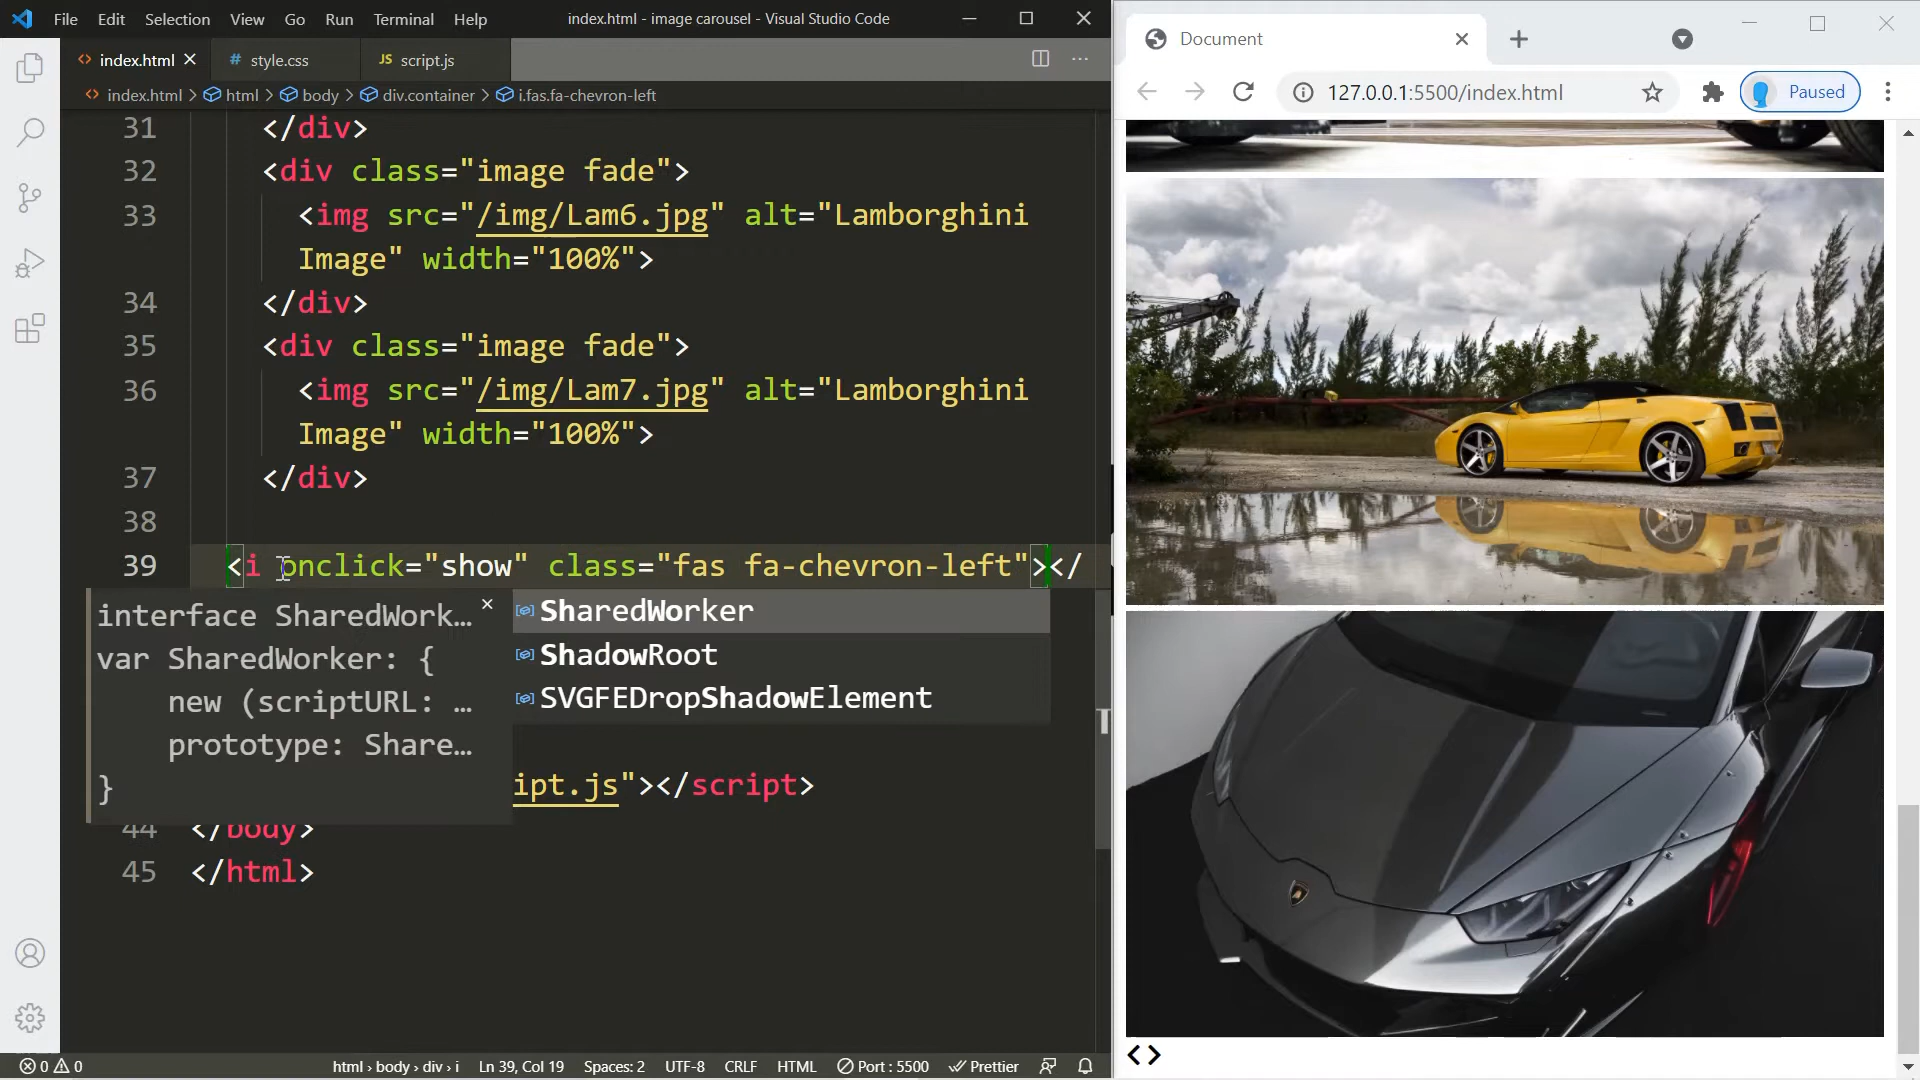 File Edit Selection View Go Run Terminal Help index.html - image carousel - Visual Studio Code
index.html style.css JS script.js
index.html > html > body > div.container > i.fas.fa-chevron-left
31 </div>
32 <div class="image fade">
33 <img src="/img/Lam6.jpg" alt="Lamborghini
Image" width="100%">
34 </div>
35 <div class="image fade">
36 <img src="/img/Lam7.jpg" alt="Lamborghini
Image" width="100%">
37 </div>
38
39 <i onclick="show" class="fas fa-chevron-left"></
interface SharedWork…
var SharedWorker: {
new (scriptURL: …
prototype: Share…
}
SharedWorker
ShadowRoot
SVGFEDropShadowElement
ipt.js"></script>
44 </body>
45 </html>
0 0 html > body > div > i Ln 39, Col 19 Spaces: 2 UTF-8 CRLF HTML Port : 5500 Prettier
Document
127.0.0.1:5500/index.html Paused